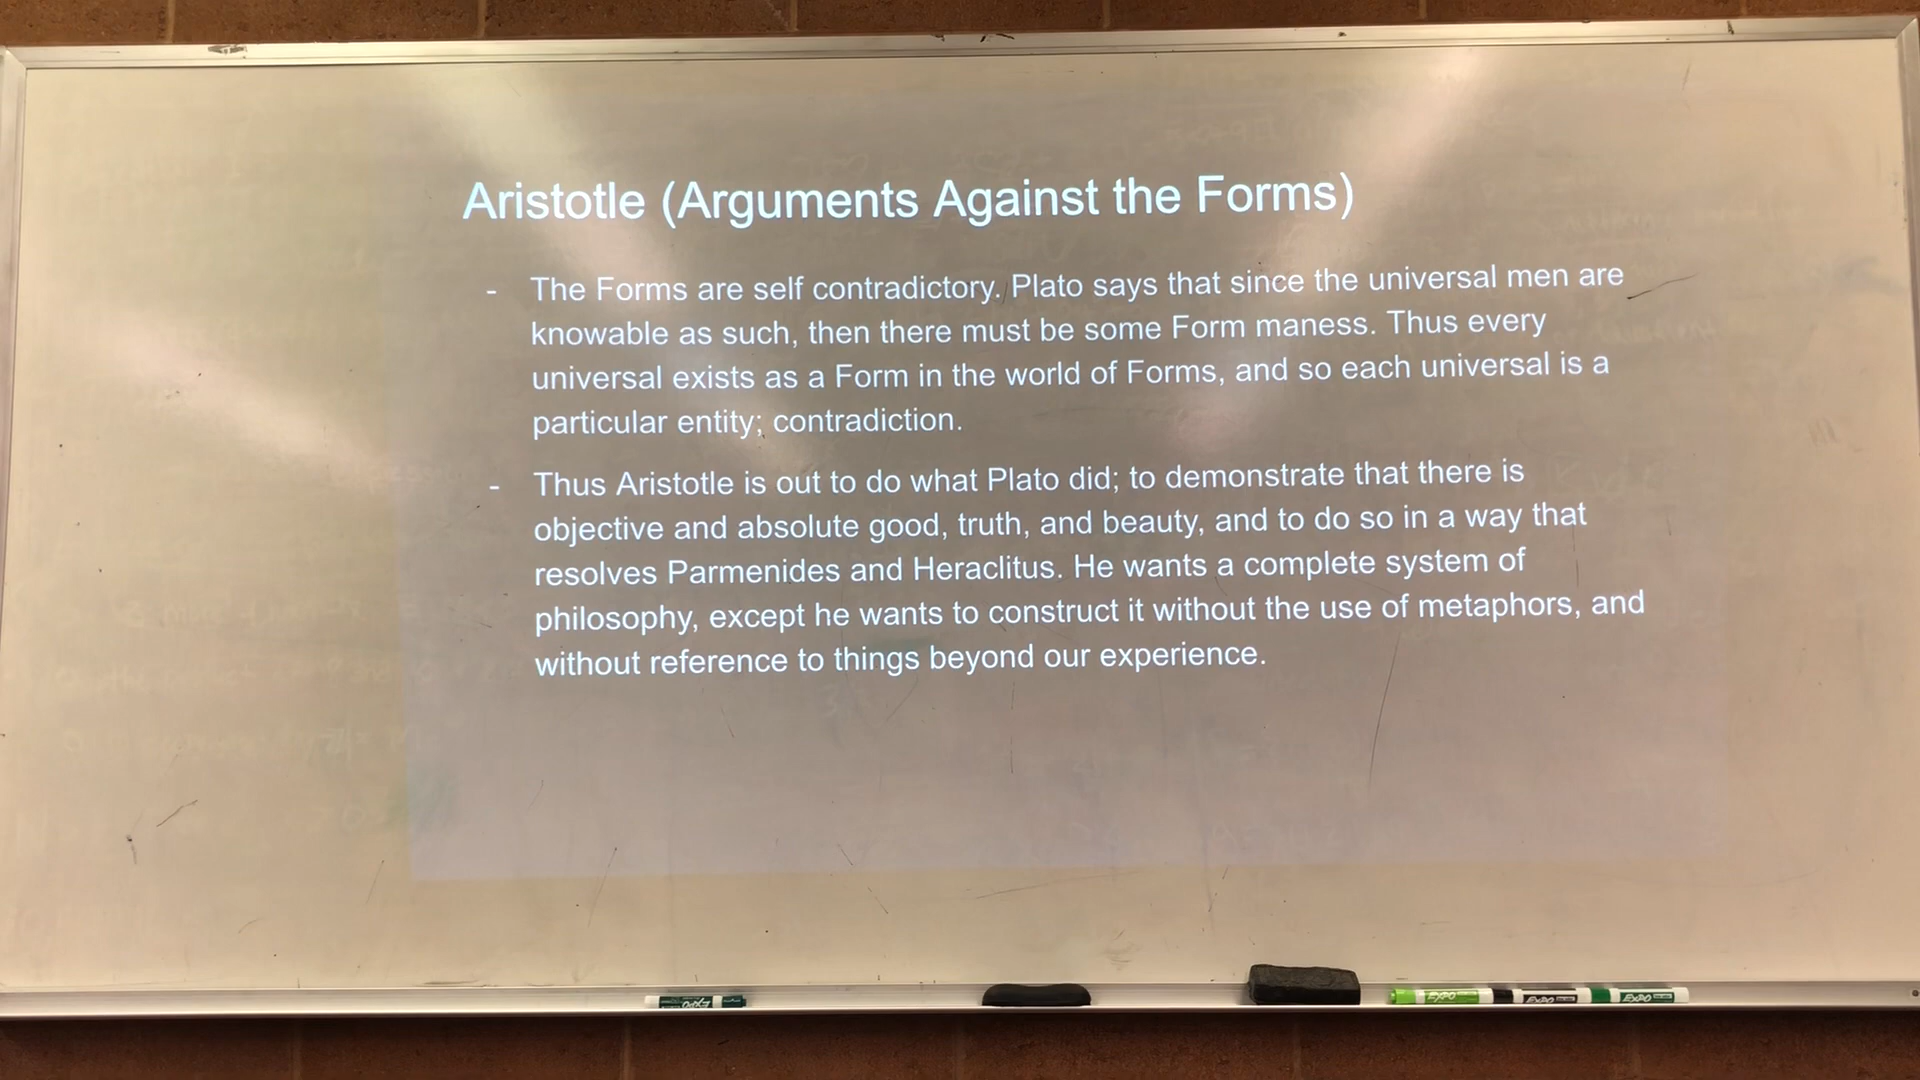 Aristotle (Arguments Against the Forms)
- The Forms are self contradictory. Plato says that since the universal men are
knowable as such, then there must be some Form maness. Thus every
universal exists as a Form in the world of Forms, and so each universal is a
particular entity; contradiction.
- Thus Aristotle is out to do what Plato did; to demonstrate that there is
objective and absolute good, truth, and beauty, and to do so in a way that
resolves Parmenides and Heraclitus. He wants a complete system of
philosophy, except he wants to construct it without the use of metaphors, and
without reference to things beyond our experience.
EXPO EXPO EXPO EXPO